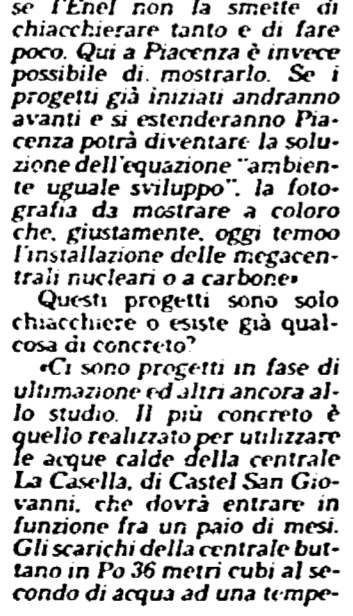 se l'Enel non la smette di
chiacchierare tanto e di fare
poco. Qui a Piacenza è invece
possibile di. mostrarlo. Se i
progetti già iniziati andranno
avanti e si estenderanno Pia-
cenza potrà diventare la solu-
zione dell'equazione "ambien-
te uguale sviluppo", la foto-
grafia da mostrare a coloro
che, giustamente, oggi temoo
l'installazione delle megacen-
trali nucleari o a carbone»
Questi progetti sono solo
chiacchiere o esiste già qual-
cosa di concreto?
«Ci sono progetti in fase di
ultimazione ed altri ancora al-
lo studio. Il più concreto è
quello realizzato per utilizzare
le acque calde della centrale
La Casella, di Castel San Gio-
vanni, che dovrà entrare in
funzione fra un paio di mesi.
Gli scarichi della centrale but-
tano in Po 36 metri cubi al se-
condo di acqua ad una tempe-